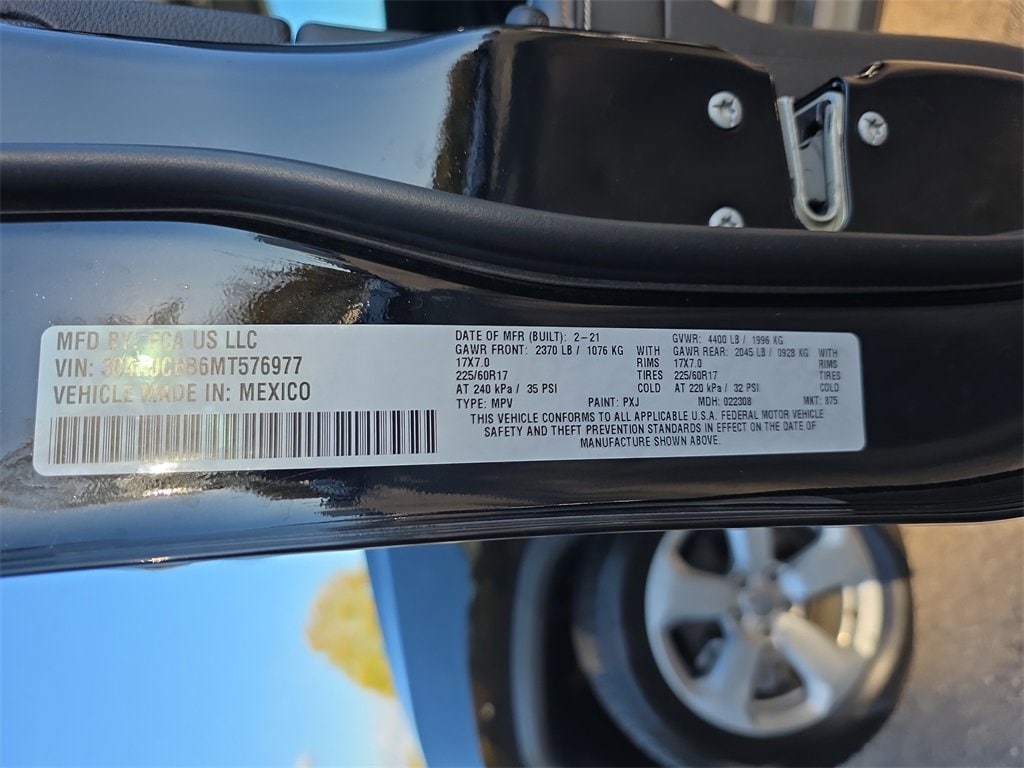 MFD BY: FCA US LLC
VEHICLE MADE IN: MEXICO
DATE OF MFR (BUILT): 2-21
GAWR FRONT: 2370 LB / 1076 KG WITH
17X7.0 RIMS
225/60R17 TIRES
AT 240 kPa / 35 PSI COLD
TYPE: MPV PAINT: PXJ
GVWR: 4400 LB / 1996 KG
GAWR REAR: 2045 LB / 0928 KG WITH
17X7.0 RIMS
225/60R17 TIRES
AT 220 kPa / 32 PSI COLD
MDH: 022308 MKT: 975
THIS VEHICLE CONFORMS TO ALL APPLICABLE U.S.A. FEDERAL MOTOR VEHICLE
SAFETY AND THEFT PREVENTION STANDARDS IN EFFECT ON THE DATE OF
MANUFACTURE SHOWN ABOVE.